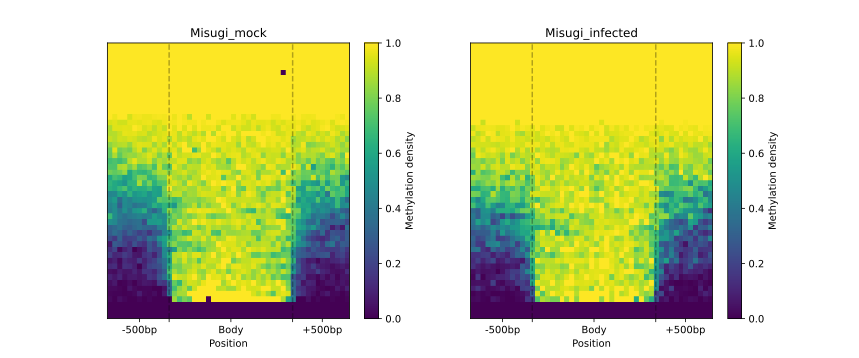 Misugi_mock
Misugi_infected
1.0
0.8
0.6
0.4
0.2
0.0
Methylation density
1.0
0.8
0.6
0.4
0.2
0.0
Methylation density
-500bp
Body
+500bp
-500bp
Body
+500bp
Position
Position